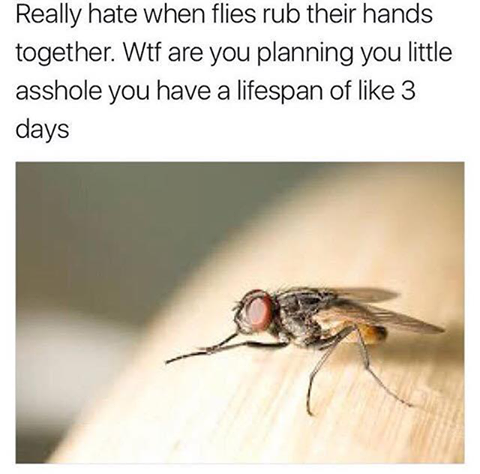 Really hate when flies rub their hands
together. Wtf are you planning you little
asshole you have a lifespan of like 3
days